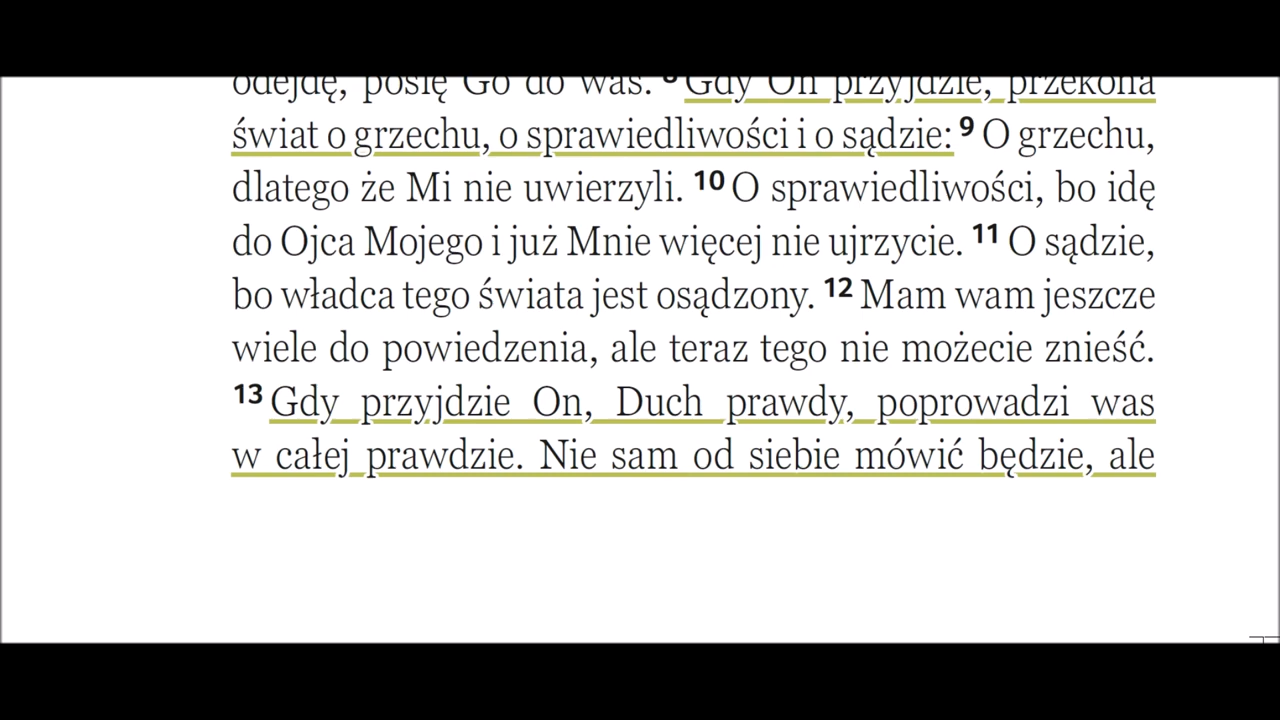 odejdę, poślę Go do was. 8 Gdy On przyjdzie, przekona
świat o grzechu, o sprawiedliwości i o sądzie: 9 O grzechu,
dlatego że Mi nie uwierzyli. 10 O sprawiedliwości, bo idę
do Ojca Mojego i już Mnie więcej nie ujrzycie. 11 O sądzie,
bo władca tego świata jest osądzony. 12 Mam wam jeszcze
wiele do powiedzenia, ale teraz tego nie możecie znieść.
13 Gdy przyjdzie On, Duch prawdy, poprowadzi was
w całej prawdzie. Nie sam od siebie mówić będzie, ale